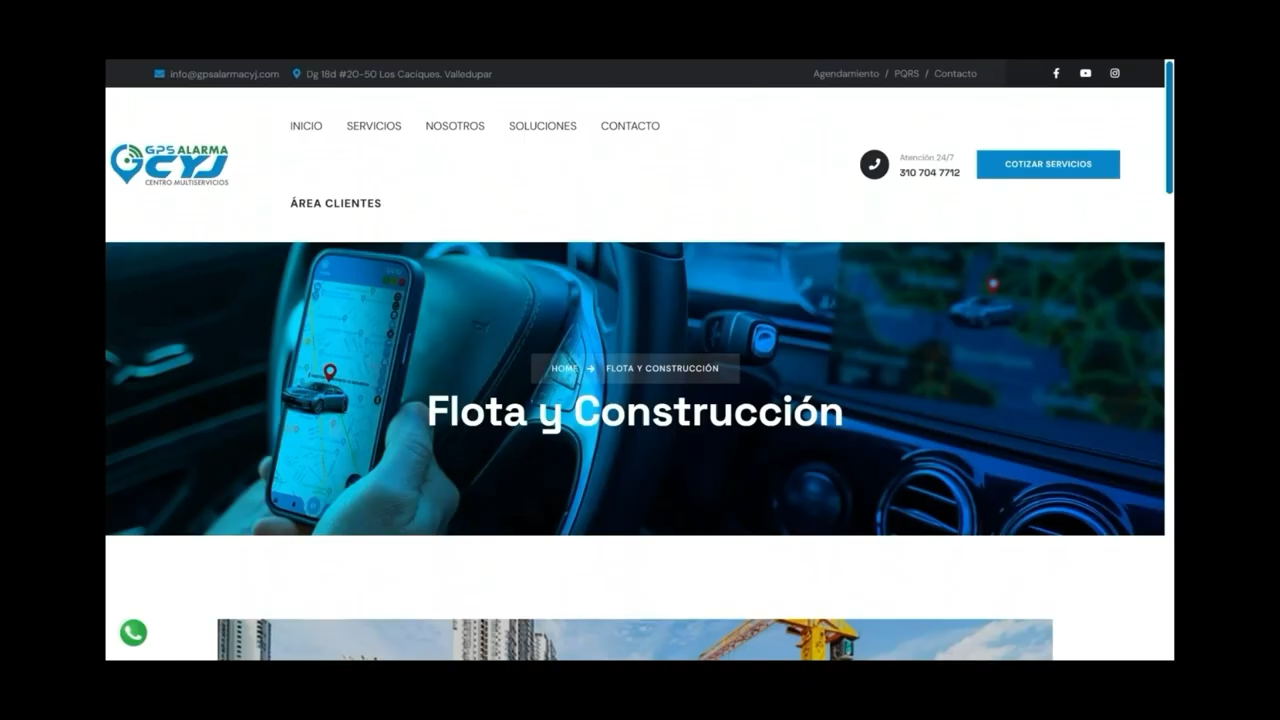 info@gpsalarmacyj.com
Dg 18d #20-50 Los Caciques. Valledupar
Agendamiento / PQRS / Contacto
INICIO
SERVICIOS
NOSOTROS
SOLUCIONES
CONTACTO
GPS ALARMA
CYJ
CENTRO MULTISERVICIOS
Atención 24/7
310 704 7712
COTIZAR SERVICIOS
ÁREA CLIENTES
HOME → FLOTA Y CONSTRUCCIÓN
Flota y Construcción